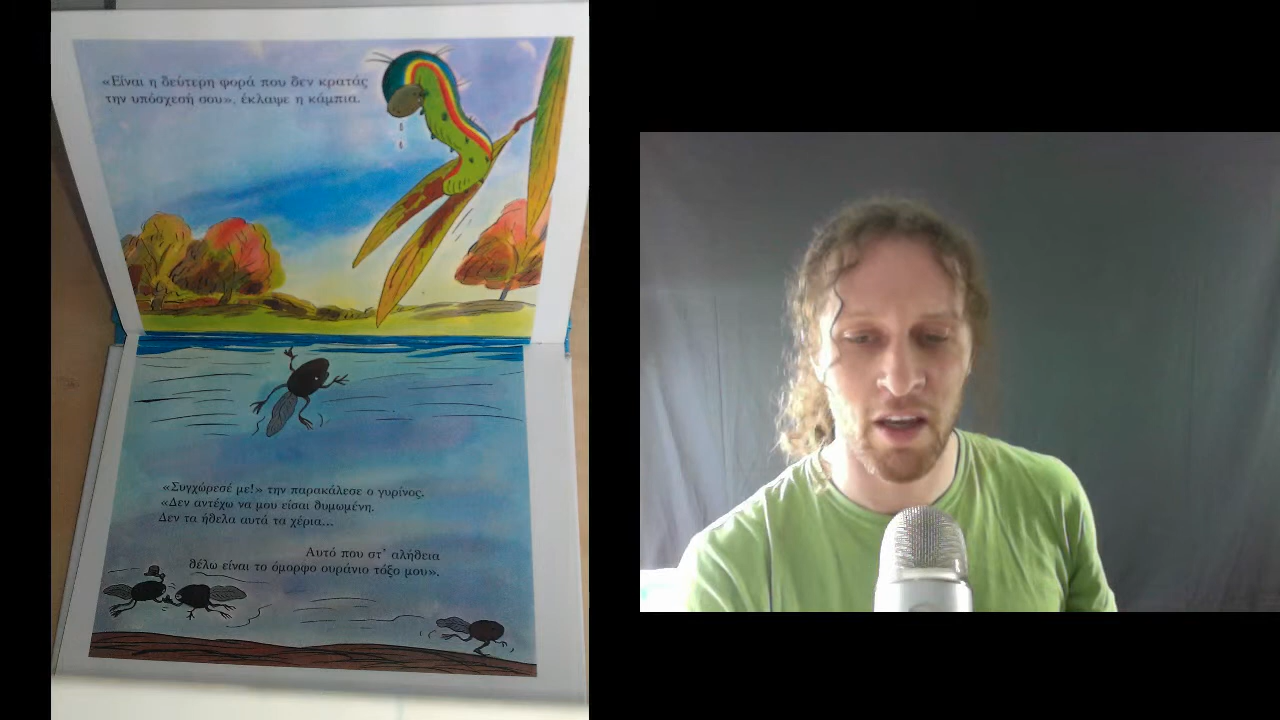 «Είναι η δεύτερη φορά που δεν κρατάς
την υπόσχεσή σου», έκλαψε η κάμπια.
«Συγχώρεσέ με!» την παρακάλεσε ο γυρίνος.
«Δεν αντέχω να μου είσαι θυμωμένη.
Δεν τα ήθελα αυτά τα χέρια...
Αυτό που στ' αλήθεια
θέλω είναι το όμορφο ουράνιο τόξο μου».